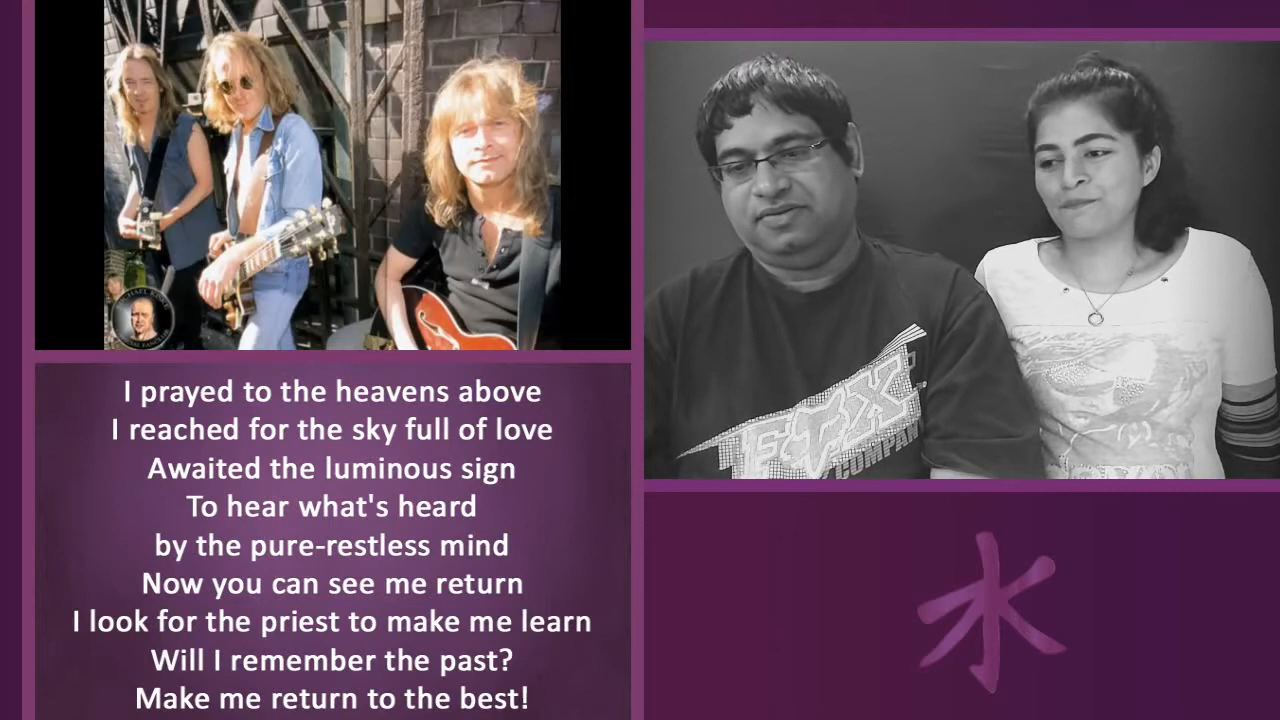 I prayed to the heavens above
I reached for the sky full of love
Awaited the luminous sign
To hear what's heard
by the pure-restless mind
Now you can see me return
I look for the priest to make me learn
Will I remember the past?
Make me return to the best!
COMPAN
水